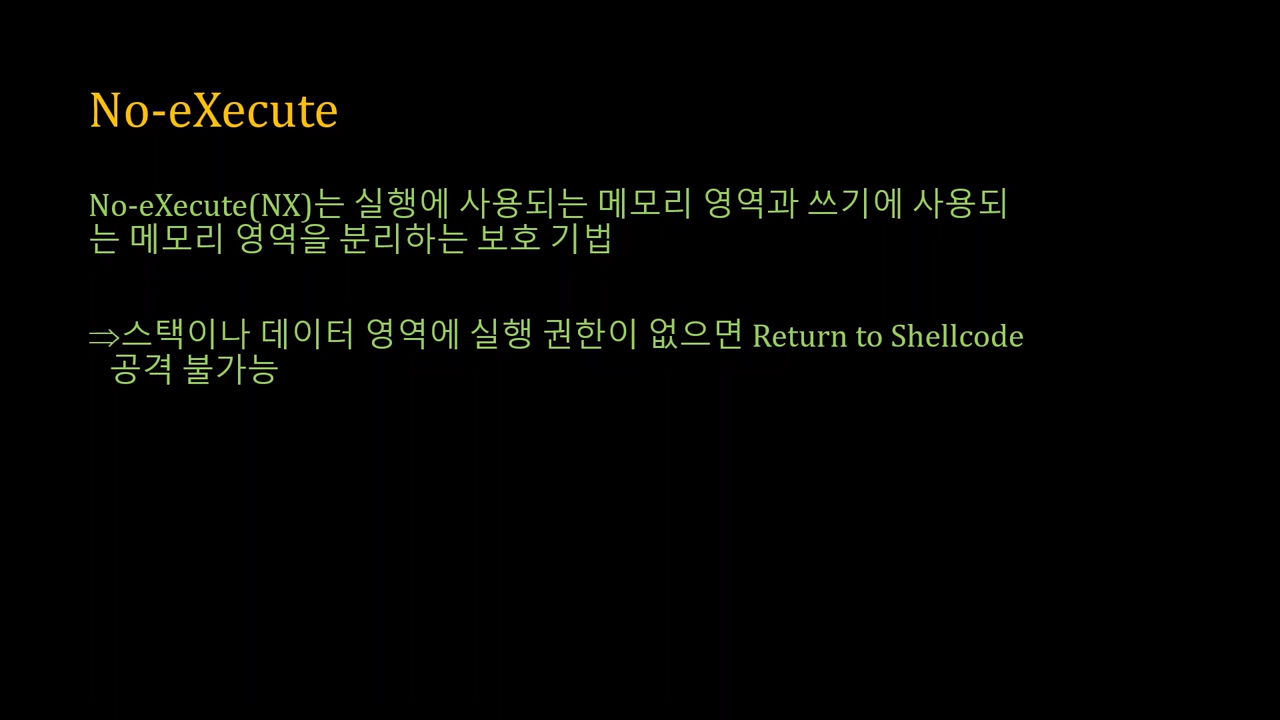 No-eXecute
No-eXecute(NX)는 실행에 사용되는 메모리 영역과 쓰기에 사용되
는 메모리 영역을 분리하는 보호 기법
⇒스택이나 데이터 영역에 실행 권한이 없으면 Return to Shellcode
공격 불가능